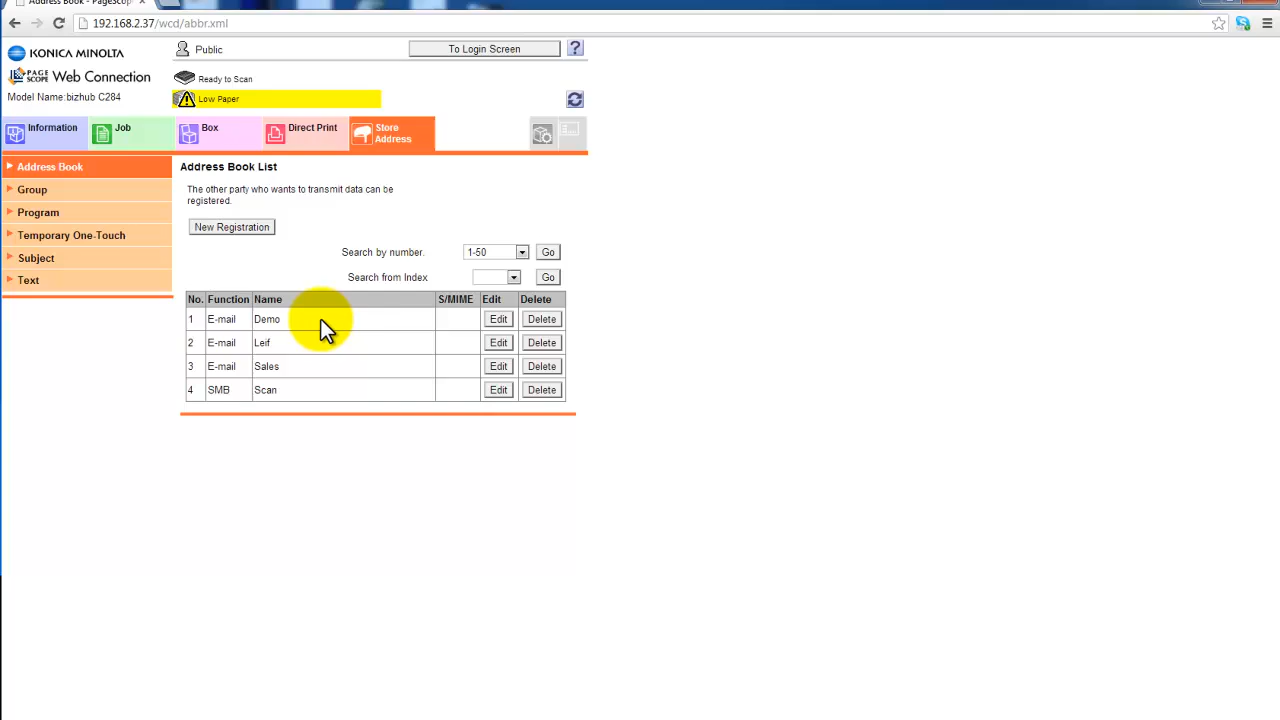 Address Book - PageScop
192.168.2.37/wcd/abbr.xml
KONICA MINOLTA
Public
To Login Screen
?
PAGE SCOPE Web Connection
Ready to Scan
Model Name:bizhub C284
Low Paper
Information
Job
Box
Direct Print
Store
Address
Address Book
Group
Program
Temporary One-Touch
Subject
Text
Address Book List
The other party who wants to transmit data can be
registered.
New Registration
Search by number. 1-50 Go
Search from Index Go
No. Function Name S/MIME Edit Delete
1 E-mail Demo Edit Delete
2 E-mail Leif Edit Delete
3 E-mail Sales Edit Delete
4 SMB Scan Edit Delete